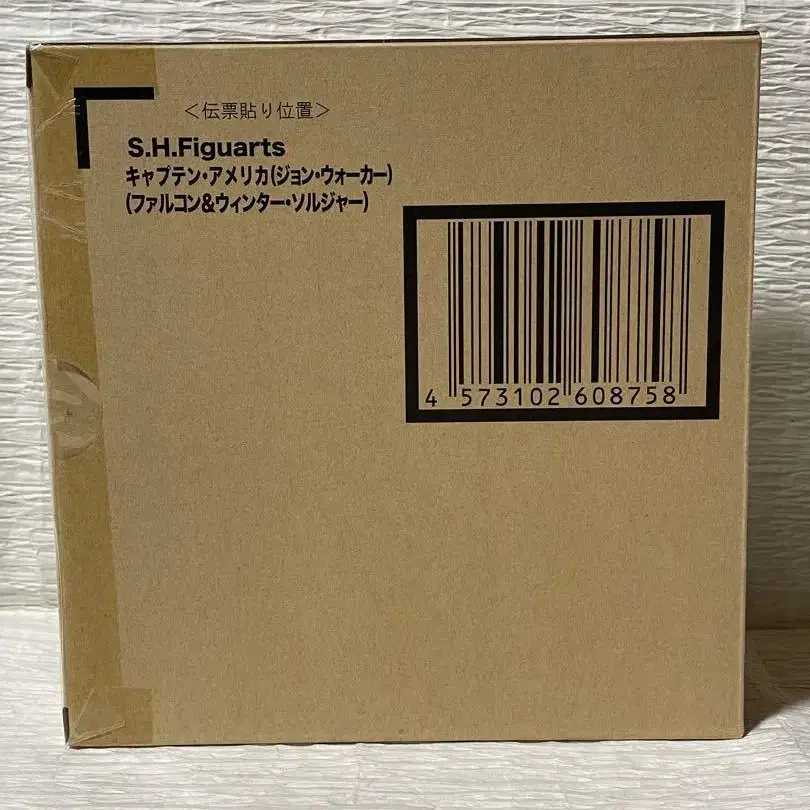 ＜伝票貼り位置＞
S.H.Figuarts
キャプテン・アメリカ(ジョン・ウォーカー)
(ファルコン&ウィンター・ソルジャー)
4 573102 608758